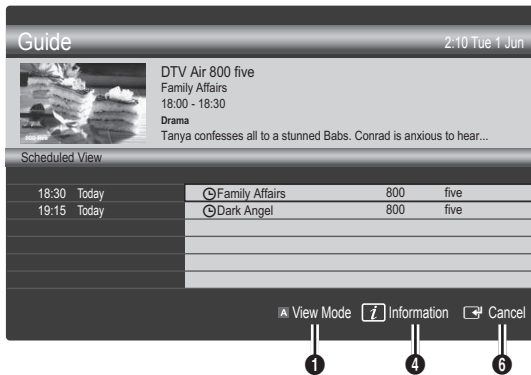 Guide 2:10 Tue 1 Jun
DTV Air 800 five
Family Affairs
18:00 - 18:30
Drama
Tanya confesses all to a stunned Babs. Conrad is anxious to hear...
Scheduled View
18:30 Today Family Affairs 800 five
19:15 Today Dark Angel 800 five
A View Mode i Information Cancel
1 4 6